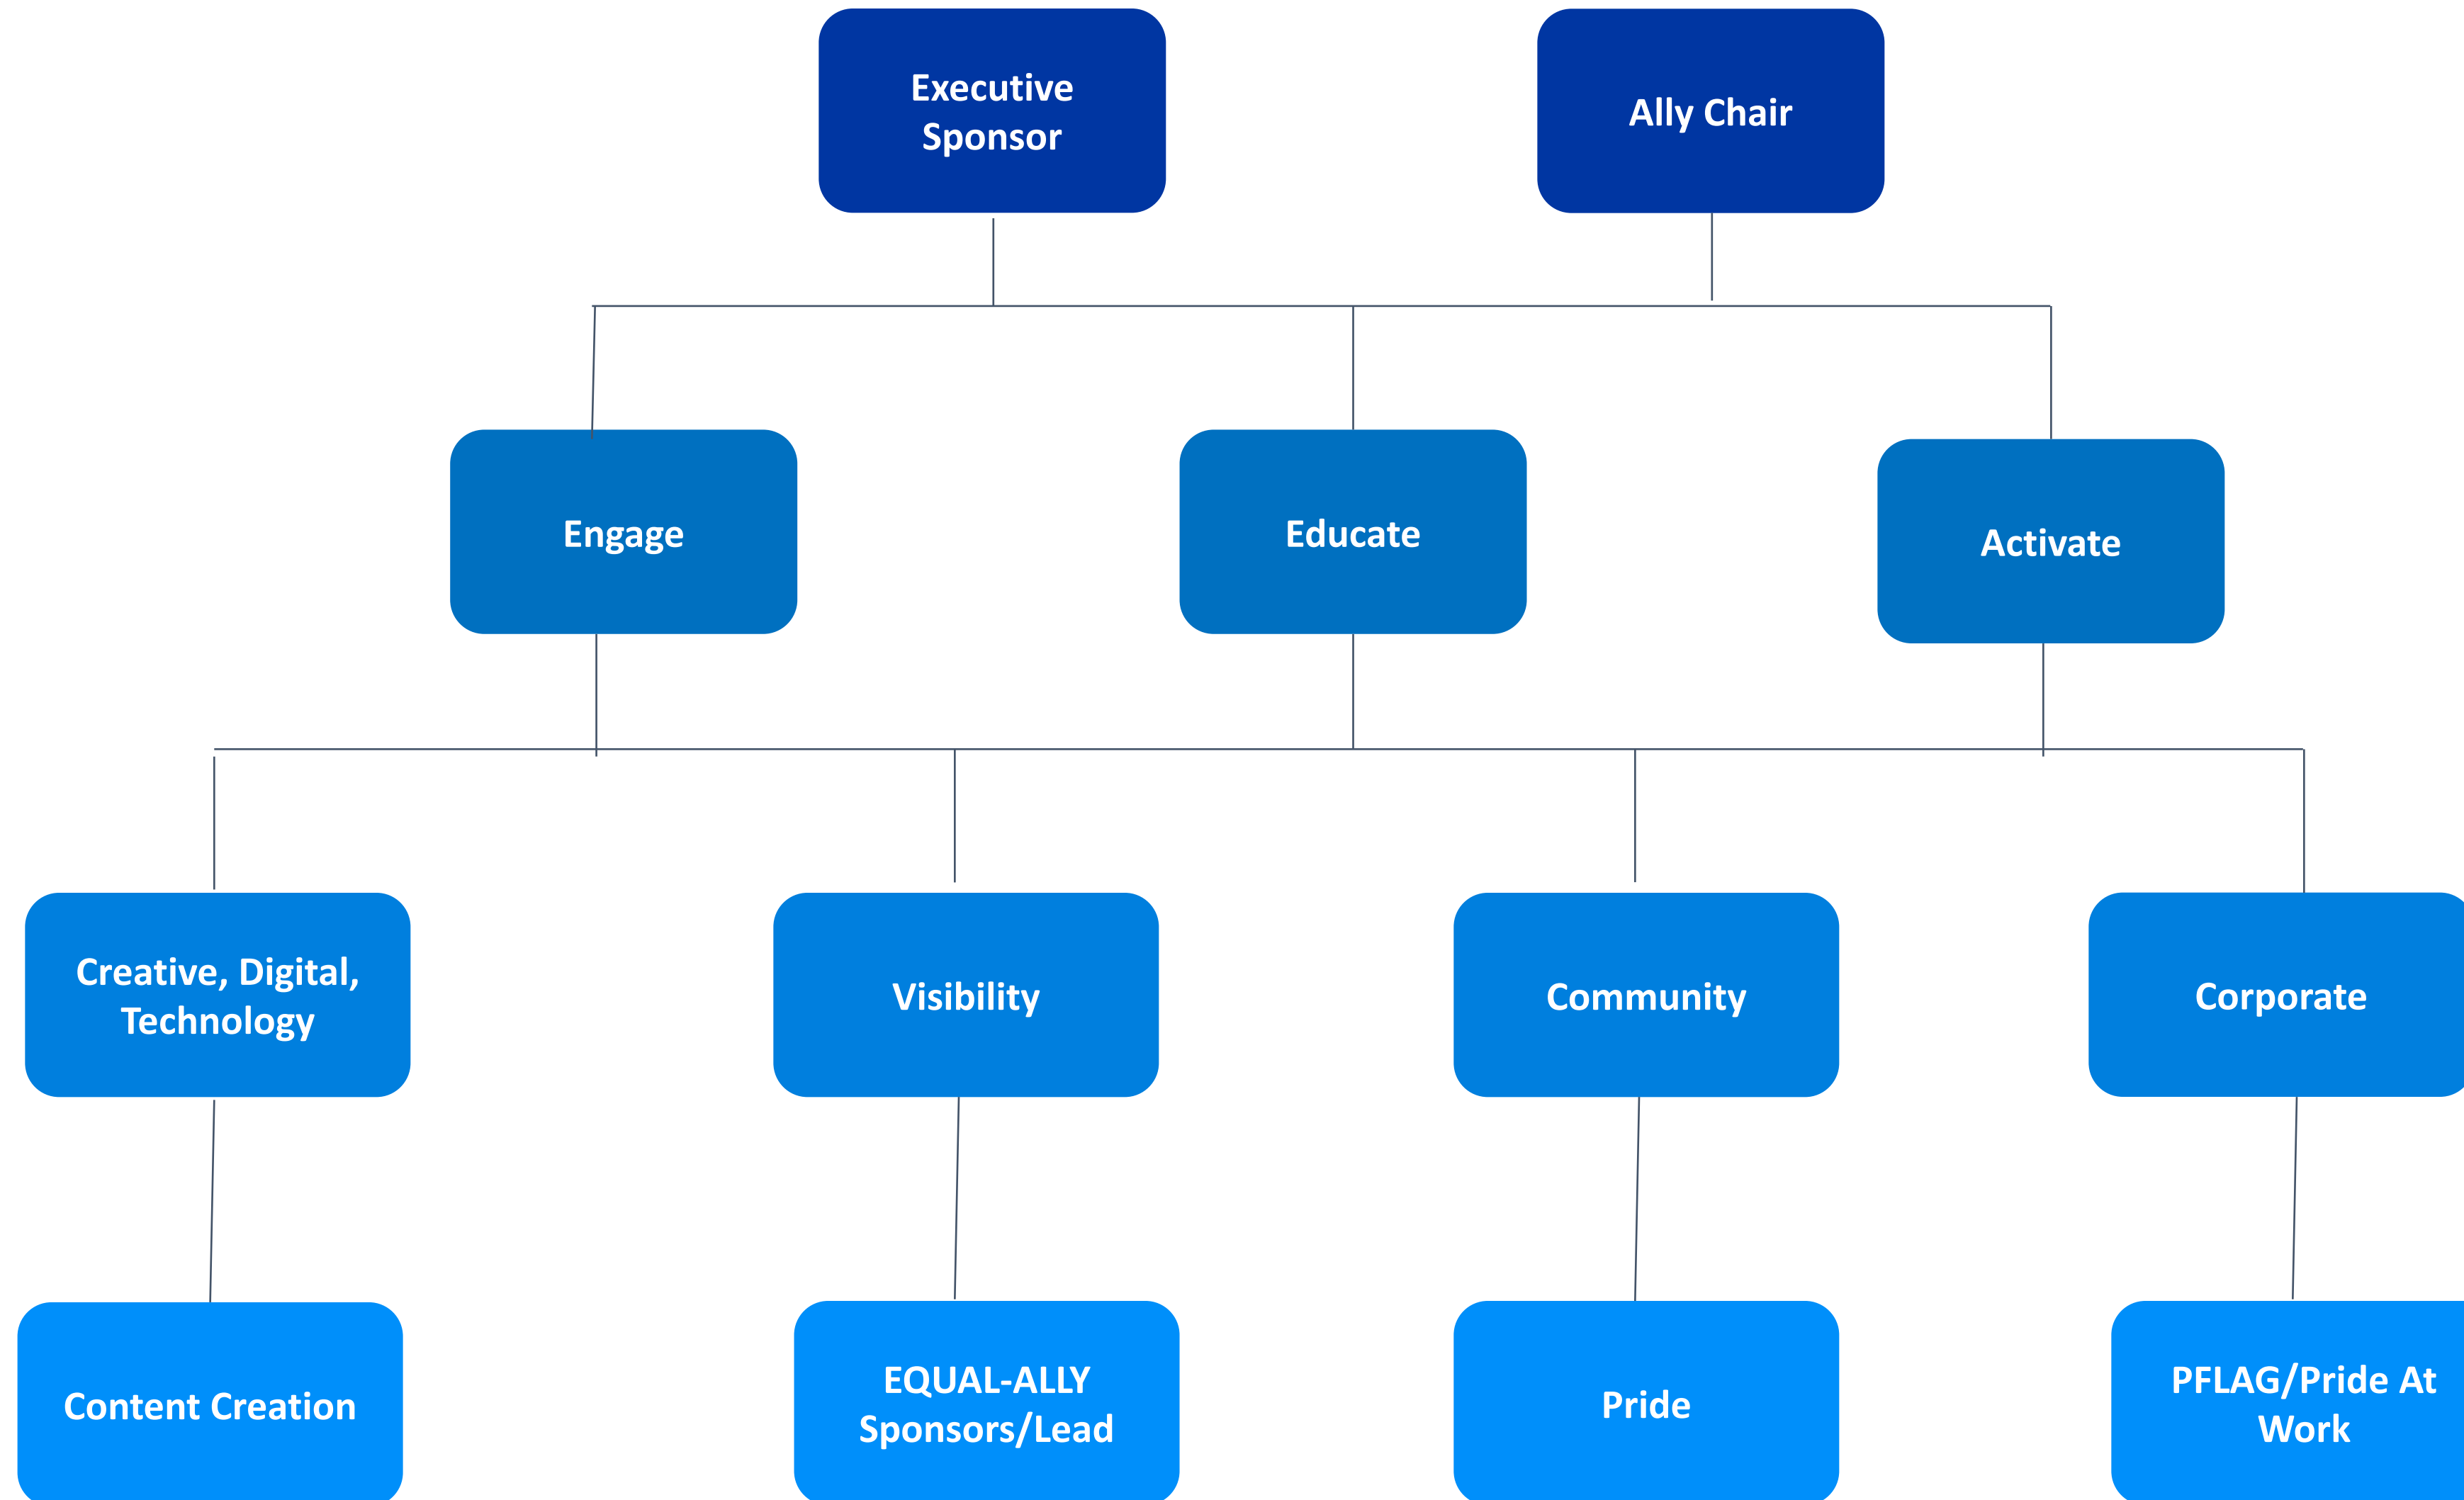 Executive
Sponsor
Ally Chair
Engage
Educate
Activate
Creative, Digital,
Technology
Visibility
Community
Corporate
Content Creation
EQUAL-ALLY
Sponsors/Lead
Pride
PFLAG/Pride At
Work